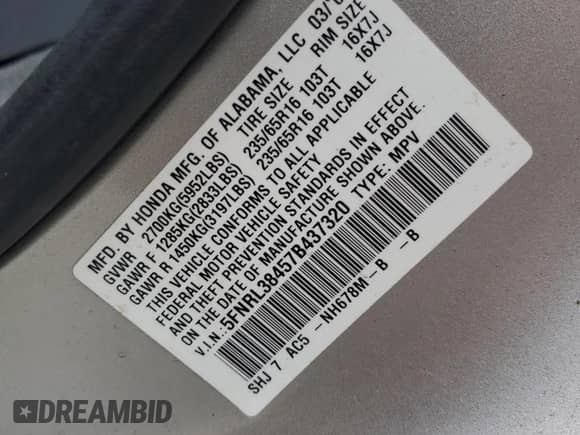 MFD. BY HONDA MFG. OF ALABAMA, LLC 03/
GVWR 2700KG(5952LBS) TIRE SIZE RIM SIZE
GAWR F 1285KG(2833LBS) 235/65R16 103T 16X7J
GAWR R 1450KG(3197LBS) 235/65R16 103T 16X7J
THIS VEHICLE CONFORMS TO ALL APPLICABLE
FEDERAL MOTOR VEHICLE SAFETY
AND THEFT PREVENTION STANDARDS IN EFFECT
ON THE DATE OF MANUFACTURE SHOWN ABOVE.
V.I.N.:5FNRL38457B437320 TYPE: MPV
SHJ 7 AC5 -NH678M-B -B
DREAMBID